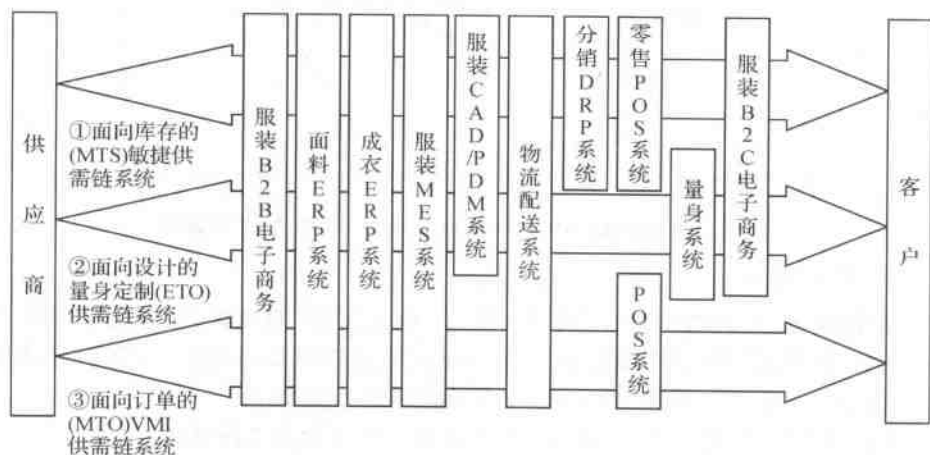 供应商
①面向库存的
(MTS)敏捷供
需链系统
②面向设计的
量身定制(ETO)
供需链系统
③面向订单的
(MTO)VMI
供需链系统
服装B2B电子商务
面料ERP系统
成衣ERP系统
服装MES系统
服装CAD/PDM系统
物流配送系统
分销DRP系统
零售POS系统
POS系统
量身系统
服装B2C电子商务
客户